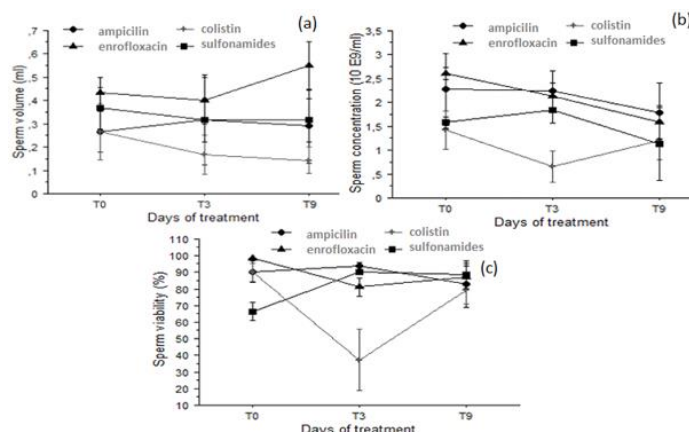 (a)
ampicilin
colistin
enrofloxacin
sulfonamides
Sperm volume (ml)
,7
,6
,5
,4
,3
,2
,1
0
T0 T3 T9
Days of treatment
(b)
ampicilin
colistin
enrofloxacin
sulfonamides
Sperm concentration (10 E9/ml)
3,5
3
2,5
2
1,5
1
,5
0
T0 T3 T9
Days of treatment
(c)
ampicilin
colistin
enrofloxacin
sulfonamides
Sperm viability (%)
110
100
90
80
70
60
50
40
30
20
10
T0 T3 T9
Days of treatment